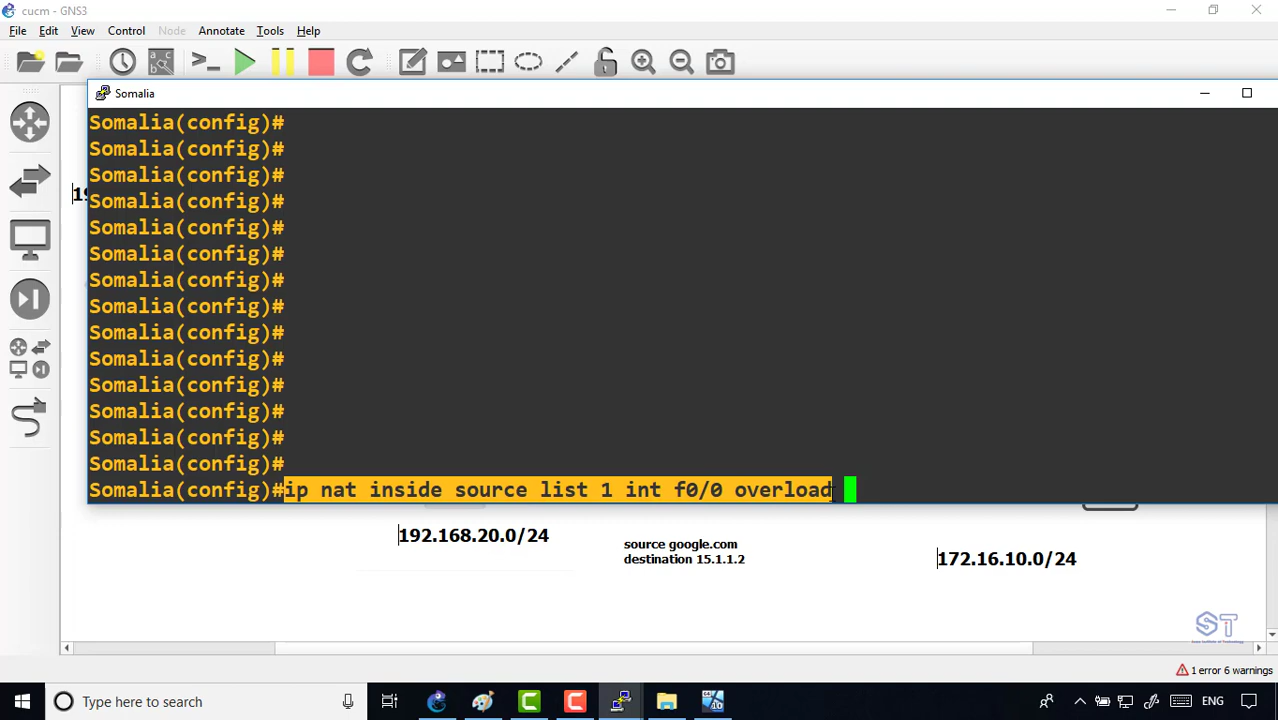 cucm - GNS3
File Edit View Control Node Annotate Tools Help
Somalia
Somalia(config)#
Somalia(config)#
Somalia(config)#
Somalia(config)#
Somalia(config)#
Somalia(config)#
Somalia(config)#
Somalia(config)#
Somalia(config)#
Somalia(config)#
Somalia(config)#
Somalia(config)#
Somalia(config)#
Somalia(config)#
Somalia(config)#ip nat inside source list 1 int f0/0 overload
192.168.20.0/24
source google.com
destination 15.1.1.2
172.16.10.0/24
ST
1 error 6 warnings
Type here to search
ENG